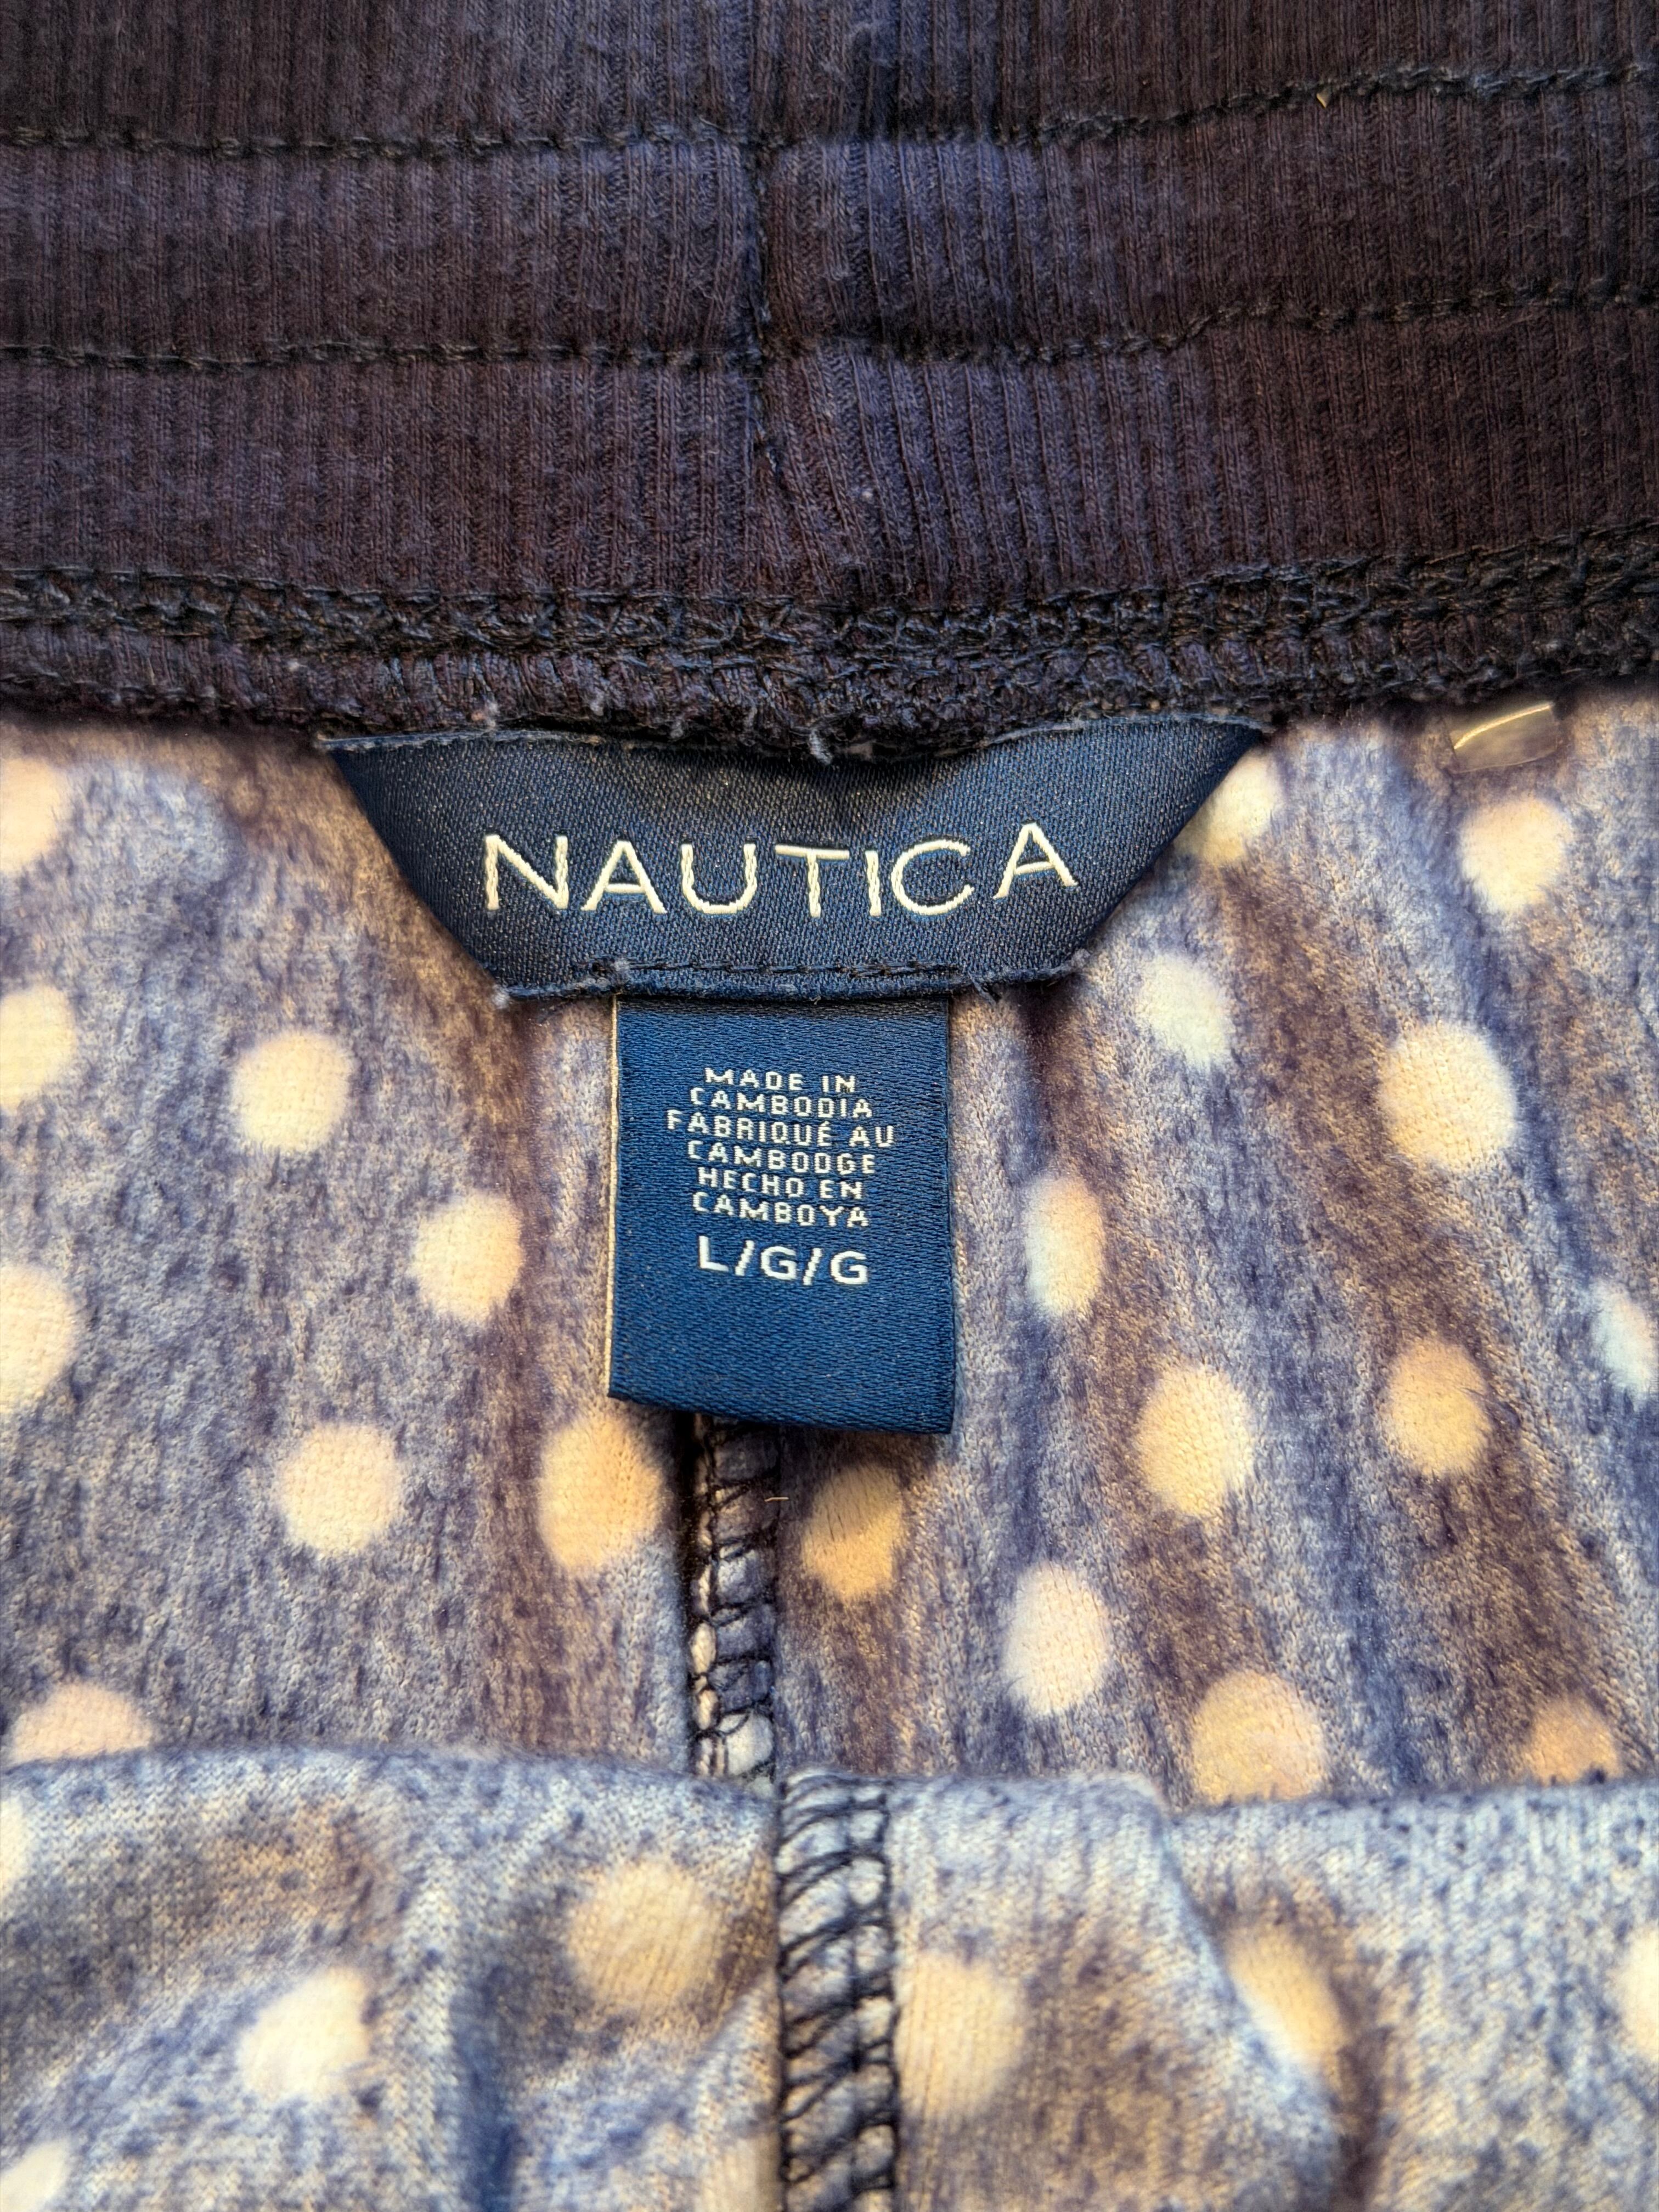 NAUTICA
MADE IN
CAMBODIA
FABRIQUÉ AU
CAMBODGE
HECHO EN
CAMBOYA
L/G/G